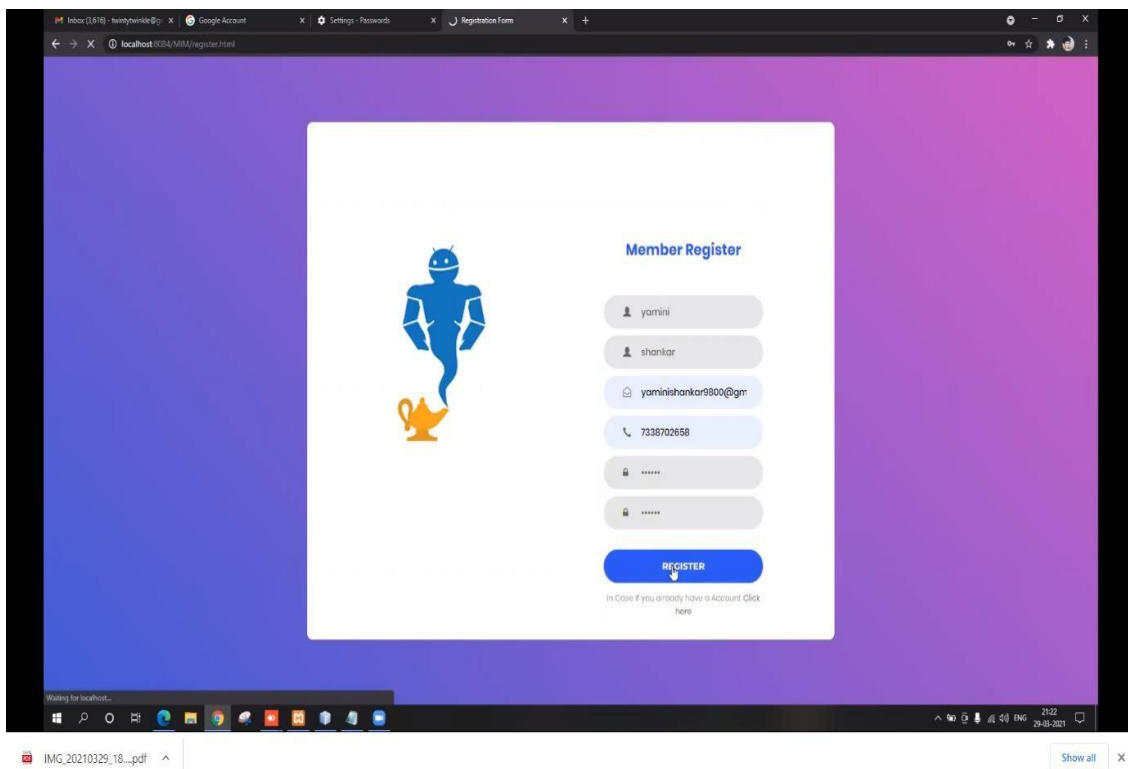 Inbox (3,616) - twintytwinkle@g
Google Account
Settings - Passwords
Registration Form
localhost:8084/MIM/register.html
Member Register
yamini
shankar
yaminishankar9800@gm
7338702658
REGISTER
In Case if you already have a Account Click
here
Waiting for localhost...
ENG
21:22
29-03-2021
IMG_20210329_18....pdf
Show all